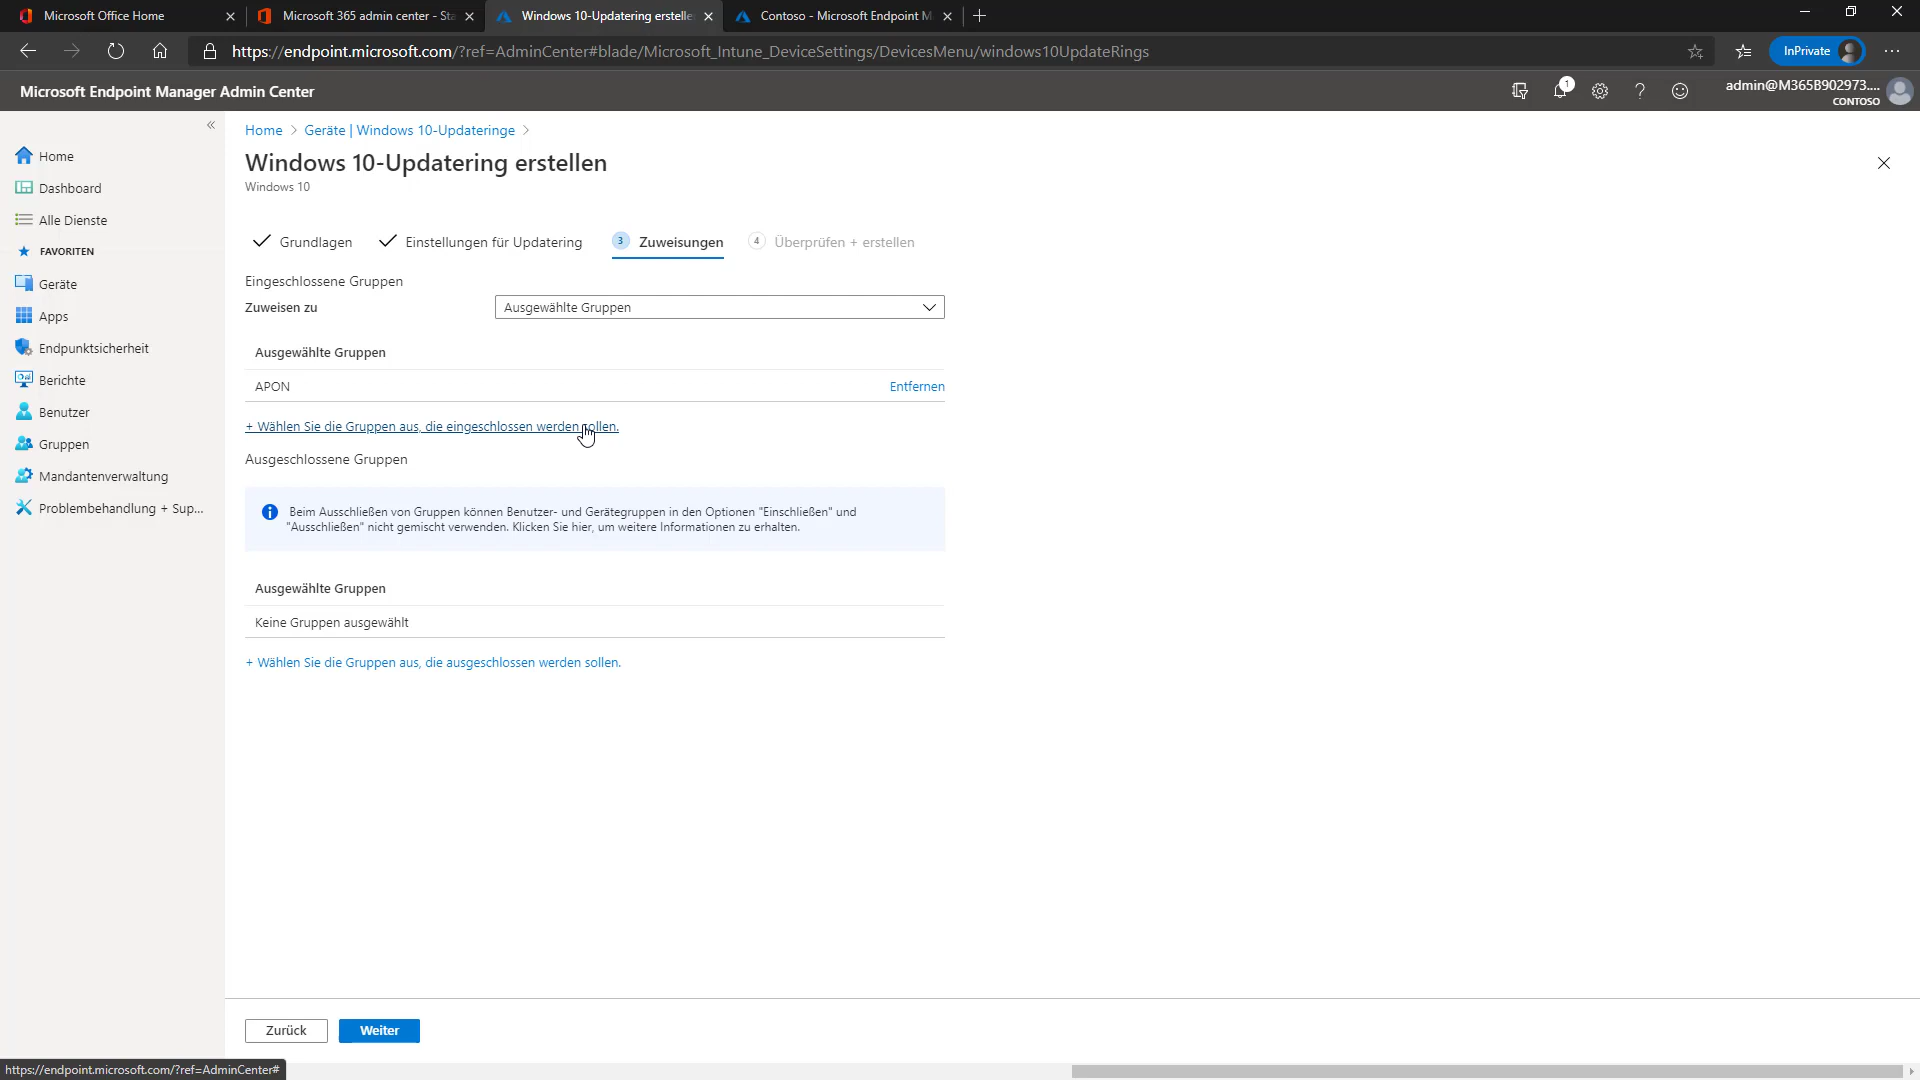 Microsoft Office Home
Microsoft 365 admin center - Sta
Windows 10-Updatering erstelle
Contoso - Microsoft Endpoint M
https://endpoint.microsoft.com/?ref=AdminCenter#blade/Microsoft_Intune_DeviceSettings/DevicesMenu/windows10UpdateRings
InPrivate
Microsoft Endpoint Manager Admin Center
1
admin@M365B902973....
CONTOSO
Home
Dashboard
Alle Dienste
FAVORITEN
Geräte
Apps
Endpunktsicherheit
Berichte
Benutzer
Gruppen
Mandantenverwaltung
Problembehandlung + Sup...
Home > Geräte | Windows 10-Updateringe >
Windows 10-Updatering erstellen
Windows 10
Grundlagen
Einstellungen für Updatering
3 Zuweisungen
4 Überprüfen + erstellen
Eingeschlossene Gruppen
Zuweisen zu
Ausgewählte Gruppen
Ausgewählte Gruppen
APON
Entfernen
+ Wählen Sie die Gruppen aus, die eingeschlossen werden sollen.
Ausgeschlossene Gruppen
Beim Ausschließen von Gruppen können Benutzer- und Gerätegruppen in den Optionen "Einschließen" und
"Ausschließen" nicht gemischt verwenden. Klicken Sie hier, um weitere Informationen zu erhalten.
Ausgewählte Gruppen
Keine Gruppen ausgewählt
+ Wählen Sie die Gruppen aus, die ausgeschlossen werden sollen.
Zurück
Weiter
https://endpoint.microsoft.com/?ref=AdminCenter#